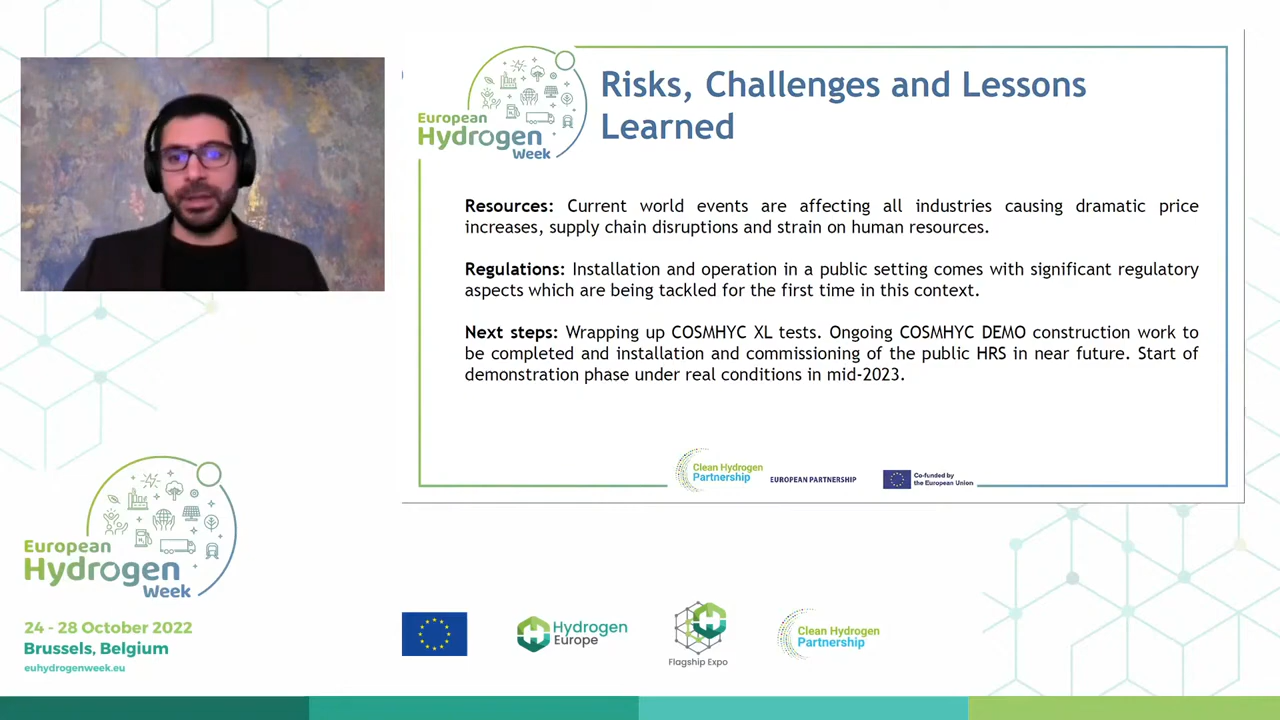 European
Hydrogen
Week
Risks, Challenges and Lessons
Learned
Resources: Current world events are affecting all industries causing dramatic price
increases, supply chain disruptions and strain on human resources.
Regulations: Installation and operation in a public setting comes with significant regulatory
aspects which are being tackled for the first time in this context.
Next steps: Wrapping up COSMHYC XL tests. Ongoing COSMHYC DEMO construction work to
be completed and installation and commissioning of the public HRS in near future. Start of
demonstration phase under real conditions in mid-2023.
Clean Hydrogen
Partnership
EUROPEAN PARTNERSHIP
Co-funded by
the European Union
European
Hydrogen
Week
24 - 28 October 2022
Brussels, Belgium
euhydrogenweek.eu
Hydrogen
Europe
Flagship Expo
Clean Hydrogen
Partnership